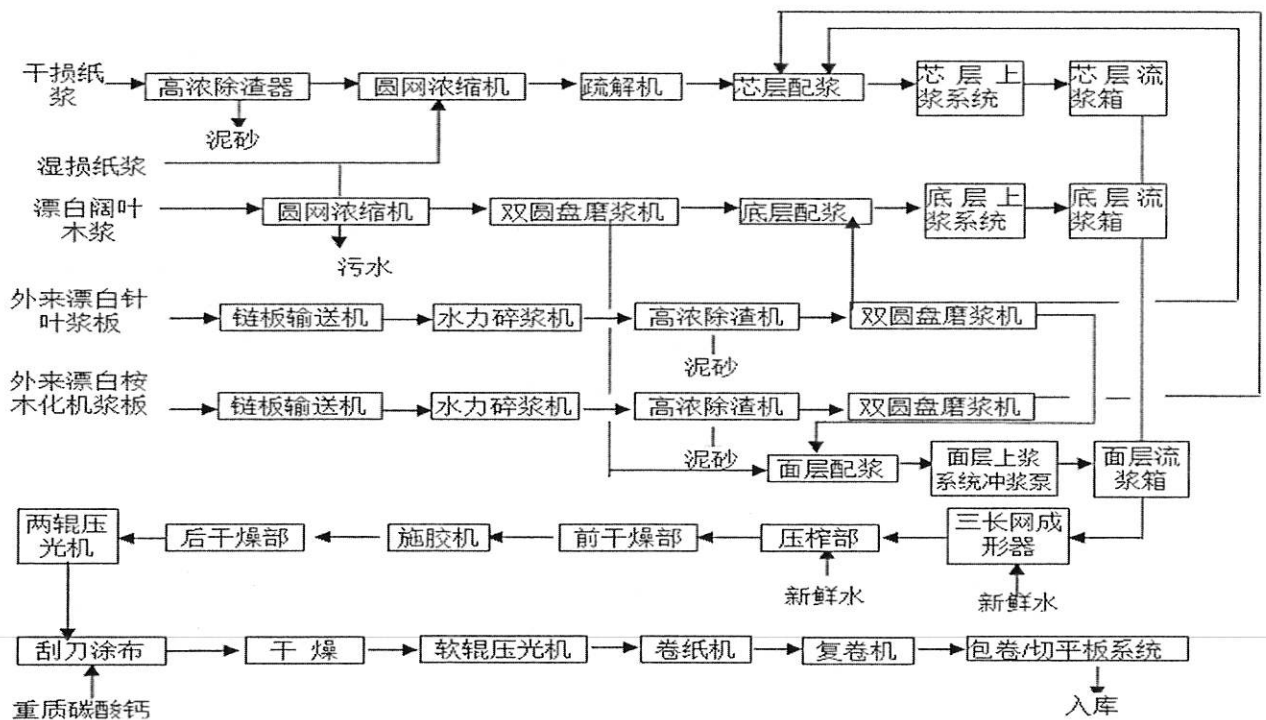 干损纸
浆
高浓除渣器
圆网浓缩机
疏解机
芯层配浆
芯层上
浆系统
芯层流
浆箱
泥砂
湿损纸浆
漂白阔叶
木浆
圆网浓缩机
双圆盘磨浆机
底层配浆
底层上
浆系统
底层流
浆箱
污水
外来漂白针
叶浆板
链板输送机
水力碎浆机
高浓除渣机
双圆盘磨浆机
泥砂
外来漂白桉
木化机浆板
链板输送机
水力碎浆机
高浓除渣机
双圆盘磨浆机
泥砂
面层配浆
面层上浆
系统冲浆泵
面层流
浆箱
两辊压
光机
后干燥部
施胶机
前干燥部
压榨部
三长网成
形器
新鲜水
新鲜水
刮刀涂布
干 燥
软辊压光机
卷纸机
复卷机
包卷/切平板系统
重质碳酸钙
入库